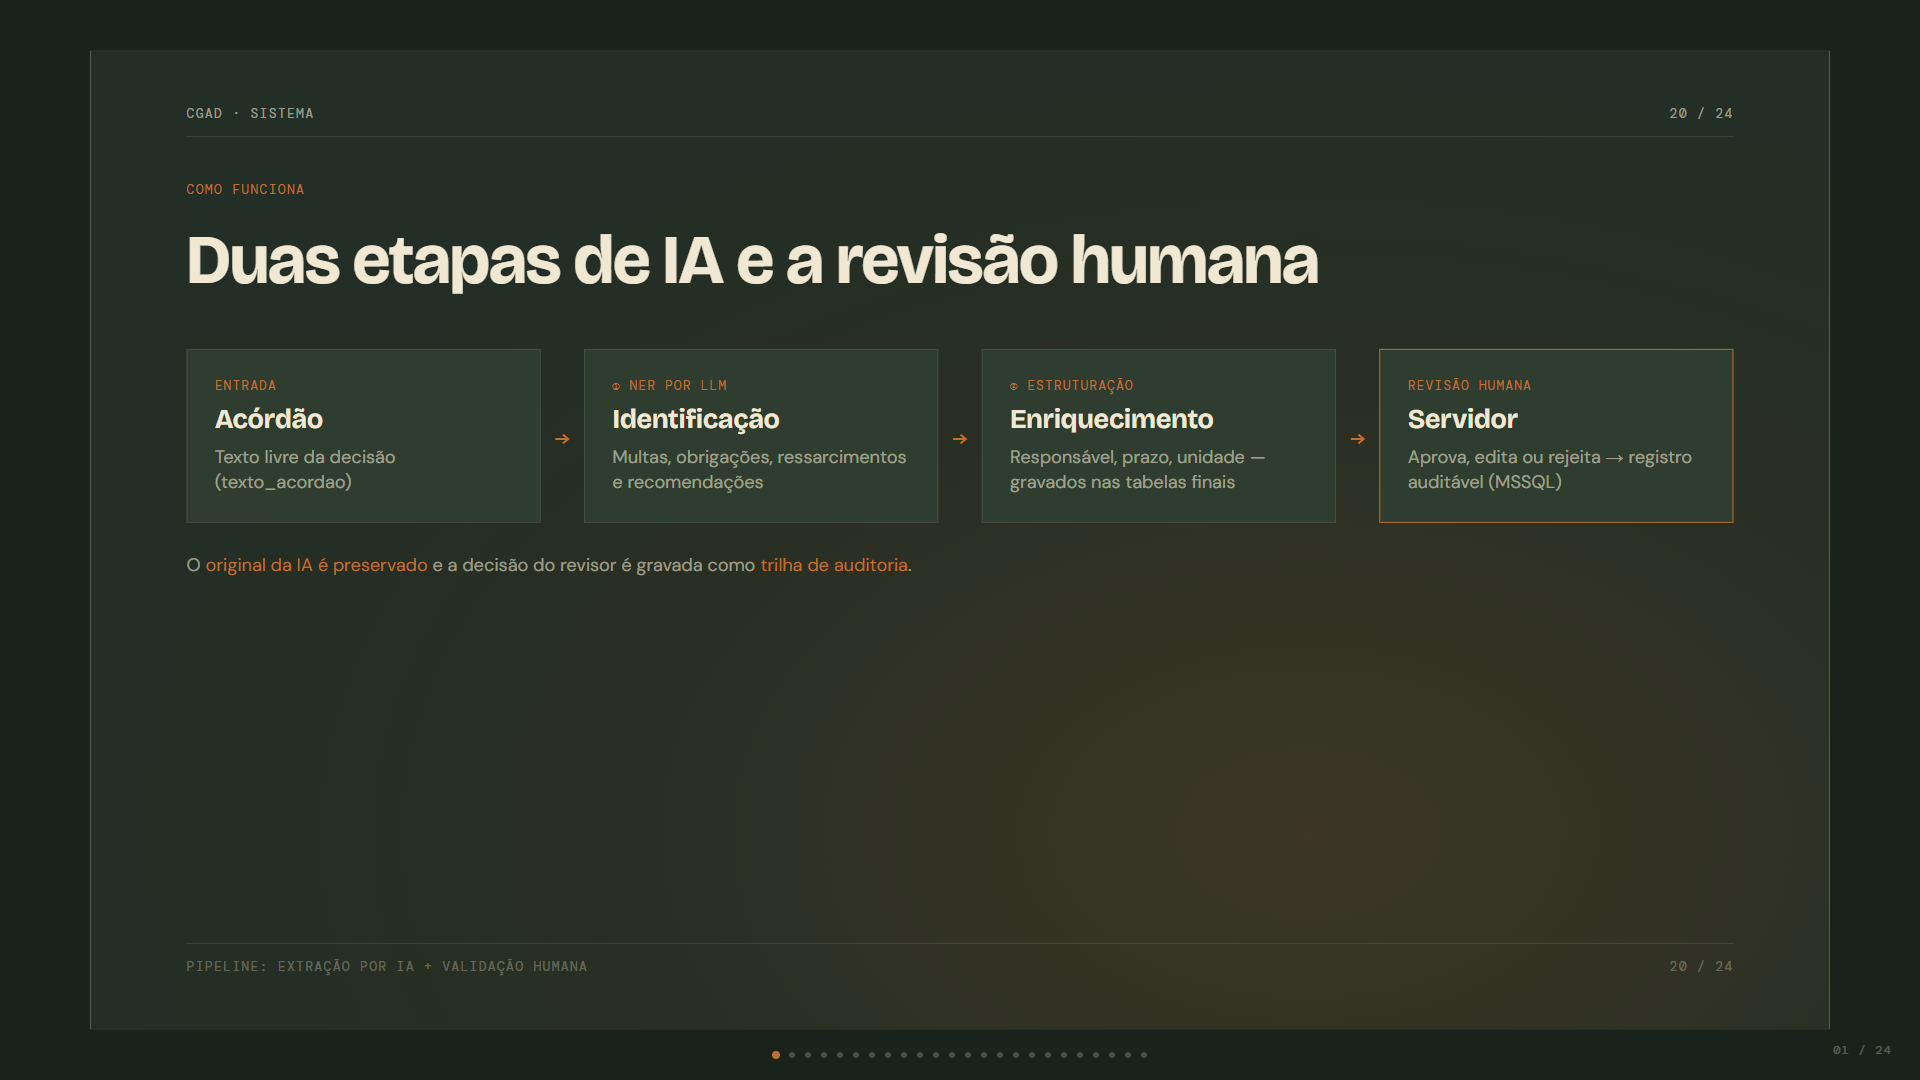 CGAD · SISTEMA
20 / 24
COMO FUNCIONA
Duas etapas de IA e a revisão humana
ENTRADA
Acórdão
Texto livre da decisão
(texto_acordao)
→
① NER POR LLM
Identificação
Multas, obrigações, ressarcimentos
e recomendações
→
② ESTRUTURAÇÃO
Enriquecimento
Responsável, prazo, unidade —
gravados nas tabelas finais
→
REVISÃO HUMANA
Servidor
Aprova, edita ou rejeita → registro
auditável (MSSQL)
O original da IA é preservado e a decisão do revisor é gravada como trilha de auditoria.
PIPELINE: EXTRAÇÃO POR IA + VALIDAÇÃO HUMANA
20 / 24
01 / 24